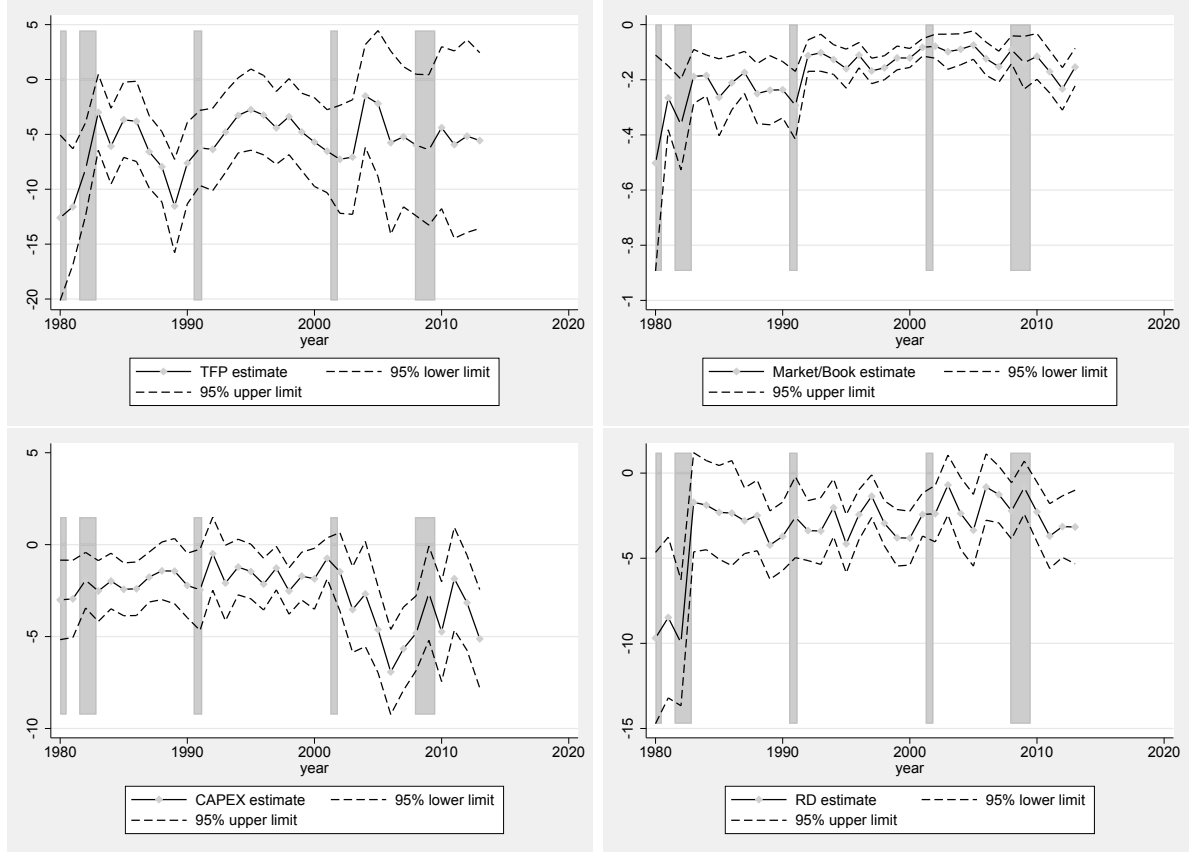 5
0
-5
-10
-15
-20
1980 1990 2000 2010 2020
year
TFP estimate 95% lower limit
95% upper limit
0
-.2
-.4
-.6
-.8
-1
1980 1990 2000 2010 2020
year
Market/Book estimate 95% lower limit
95% upper limit
5
0
-5
-10
1980 1990 2000 2010 2020
year
CAPEX estimate 95% lower limit
95% upper limit
0
-5
-10
-15
1980 1990 2000 2010 2020
year
RD estimate 95% lower limit
95% upper limit